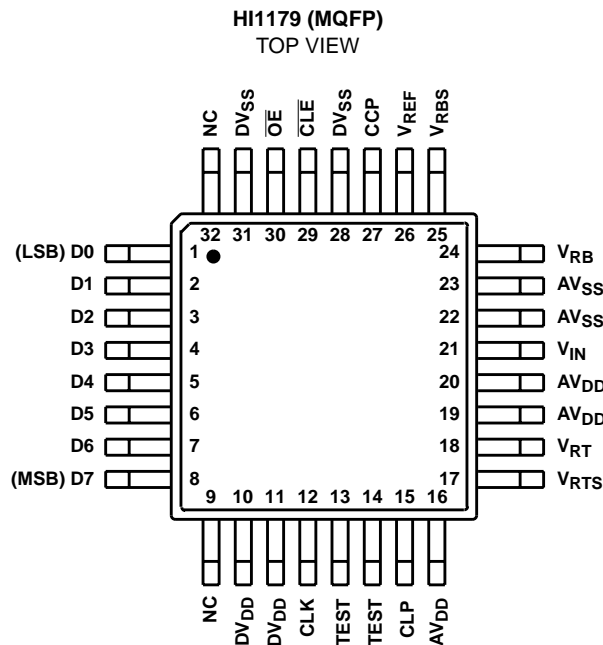 HI1179 (MQFP)
TOP VIEW
NC DVSS OE CLE DVSS CCP VREF VRBS
32 31 30 29 28 27 26 25
(LSB) D0 1 24 VRB
D1 2 23 AVSS
D2 3 22 AVSS
D3 4 21 VIN
D4 5 20 AVDD
D5 6 19 AVDD
D6 7 18 VRT
(MSB) D7 8 17 VRTS
9 10 11 12 13 14 15 16
NC DVDD DVDD CLK TEST TEST CLP AVDD